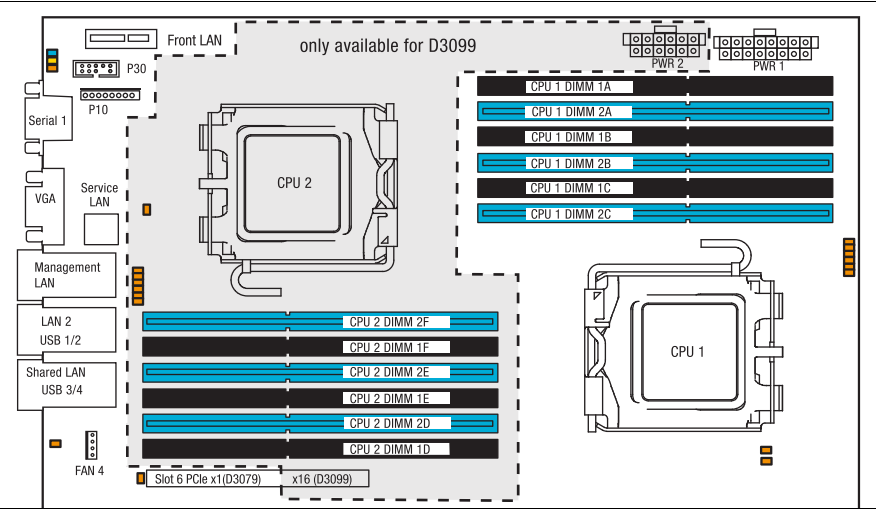 Front LAN
only available for D3099
P30
PWR 2
PWR 1
P10
Serial 1
CPU 1 DIMM 1A
CPU 1 DIMM 2A
CPU 1 DIMM 1B
CPU 1 DIMM 2B
CPU 1 DIMM 1C
CPU 1 DIMM 2C
CPU 2
VGA
Service
LAN
Management
LAN
LAN 2
USB 1/2
Shared LAN
USB 3/4
CPU 2 DIMM 2F
CPU 2 DIMM 1F
CPU 2 DIMM 2E
CPU 2 DIMM 1E
CPU 2 DIMM 2D
CPU 2 DIMM 1D
CPU 1
FAN 4
Slot 6 PCIe x1(D3079)
x16 (D3099)